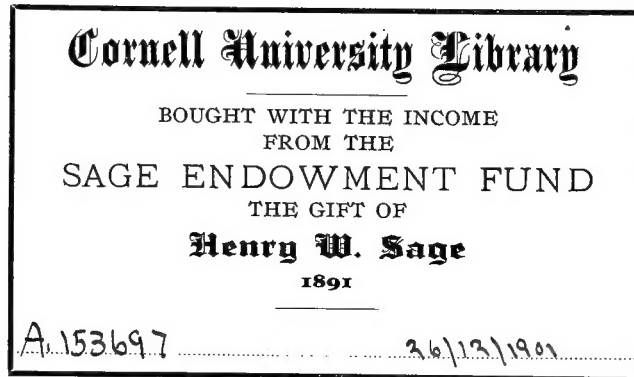 Cornell University Library
BOUGHT WITH THE INCOME
FROM THE
SAGE ENDOWMENT FUND
THE GIFT OF
Henry W. Sage
1891
A.153697 26/12/1901